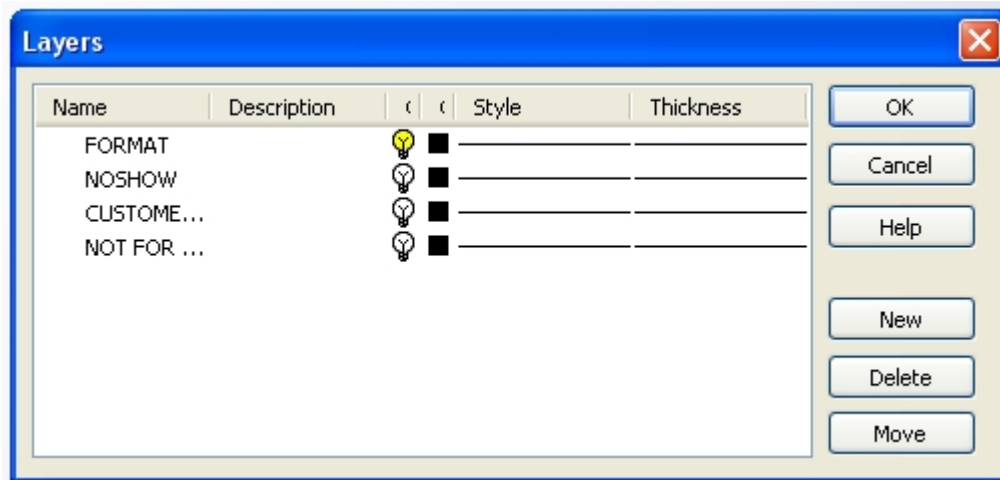 Layers
Name Description ( ( Style Thickness
FORMAT
NOSHOW
CUSTOME...
NOT FOR ...
OK
Cancel
Help
New
Delete
Move